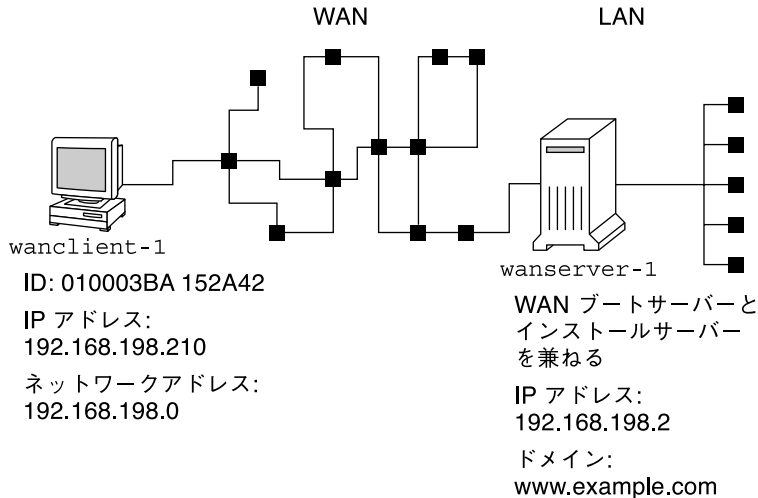 WAN
LAN
wanclient-1
ID: 010003BA 152A42
IP アドレス:
192.168.198.210
ネットワークアドレス:
192.168.198.0
wanserver-1
WAN ブートサーバーと
インストールサーバー
を兼ねる
IP アドレス:
192.168.198.2
ドメイン:
www.example.com